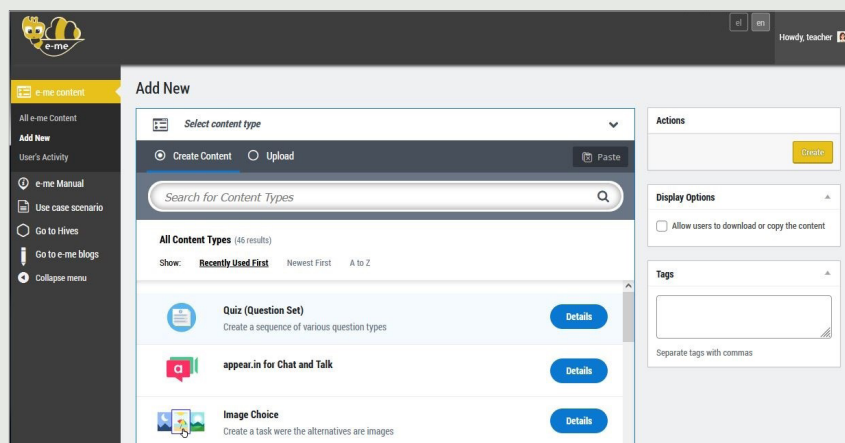 e-me
el en
Howdy, teacher
e-me content
All e-me Content
Add New
User's Activity
e-me Manual
Use case scenario
Go to Hives
Go to e-me blogs
Collapse menu
Add New
Select content type
Create Content Upload Paste
Search for Content Types
All Content Types (46 results)
Show: Recently Used First Newest First A to Z
Quiz (Question Set)
Create a sequence of various question types
Details
a
appear.in for Chat and Talk
Details
Image Choice
Create a task were the alternatives are images
Details
Actions
Create
Display Options
Allow users to download or copy the content
Tags
Separate tags with commas